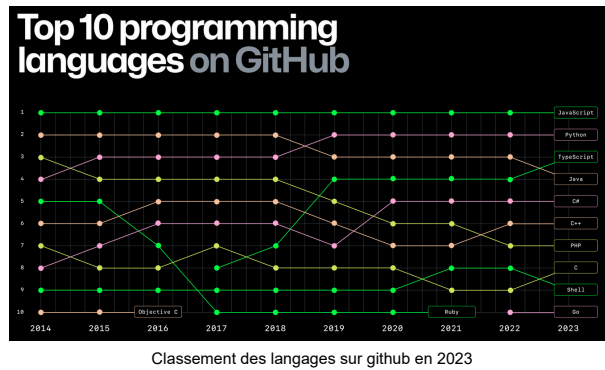 Top 10 programming
languages on GitHub
1 JavaScript
2 Python
3 TypeScript
4 Java
5 C#
6 C++
7 PHP
8 C
9 Shell
10 Objective C Ruby Go
2014 2015 2016 2017 2018 2019 2020 2021 2022 2023
Classement des langages sur github en 2023